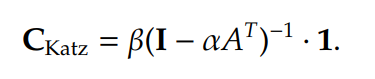 C_Katz = β(I − αA^T)^−1 · 1.